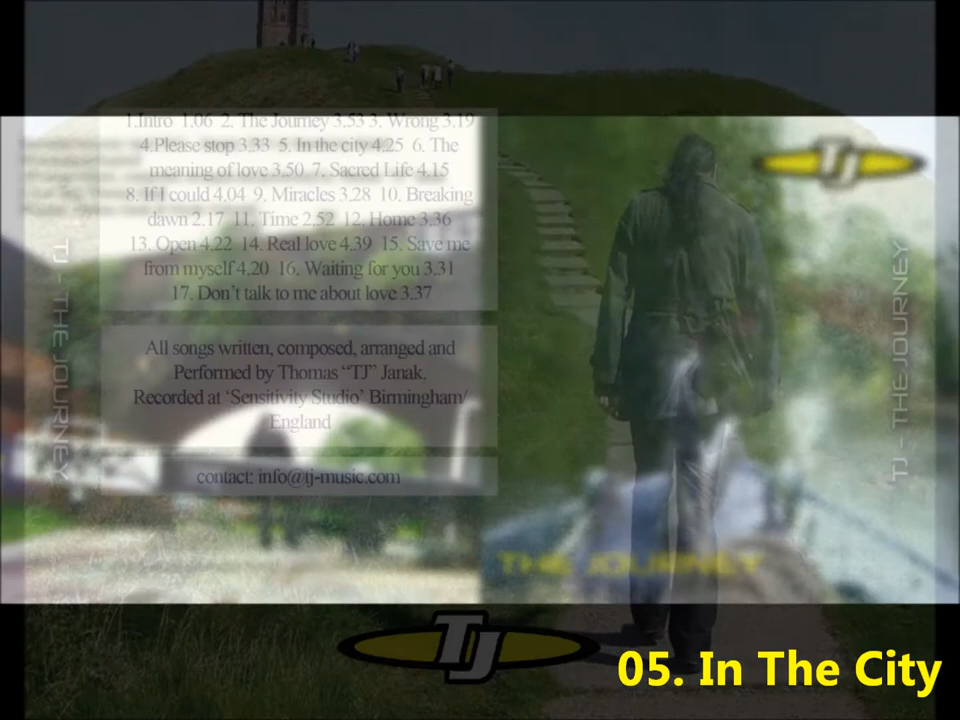 1.Intro 1.06 2. The Journey 3.53 3. Wrong 3.19
4.Please stop 3.33 5. In the city 4.25 6. The
meaning of love 3.50 7. Sacred Life 4.15
8. If I could 4.04 9. Miracles 3.28 10. Breaking
dawn 2.17 11. Time 2.52 12. Home 3.36
13. Open 4.22 14. Real love 4.39 15. Save me
from myself 4.20 16. Waiting for you 3.31
17. Don't talk to me about love 3.37
All songs written, composed, arranged and
Performed by Thomas “TJ” Janak.
Recorded at ‘Sensitivity Studio’ Birmingham/
England
contact: info@tj-music.com
TJ - THE JOURNEY
TJ
TJ - THE JOURNEY
THE JOURNEY
TJ
05. In The City